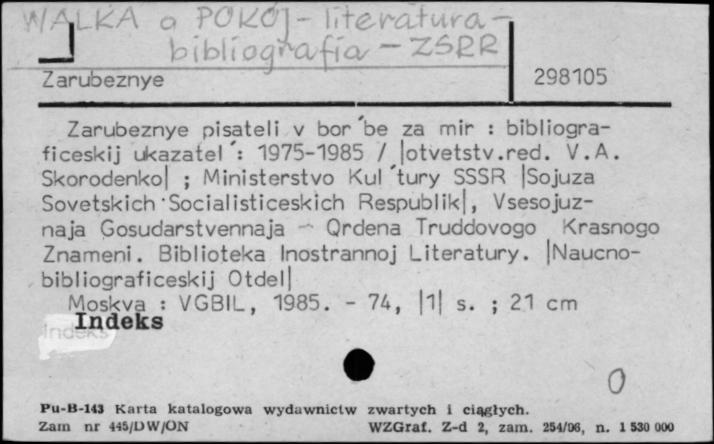 WALKA a POKÓJ - literatura -
bibliografia - ZSRR
Zarubeznye 298105
Zarubeznye pisateli v bor´be za mir : bibliogra-
ficeskij ukazatel´: 1975-1985 / |otvetstv.red. V.A.
Skorodenko| ; Ministerstvo Kul´tury SSSR |Sojuza
Sovetskich Socialisticeskich Respublik|, Vsesojuz-
naja Gosudarstvennaja - Ordena Truddovogo Krasnogo
Znameni. Biblioteka Inostrannoj Literatury. |Naucno-
bibliograficeskij Otdel|
Moskva : VGBIL, 1985. - 74, |1| s. ; 21 cm
Indeks
Indeks
0
Pu-B-143 Karta katalogowa wydawnictw zwartych i ciągłych.
Zam nr 445/DW/ON WZGraf. Z-d 2, zam. 254/06, n. 1 530 000